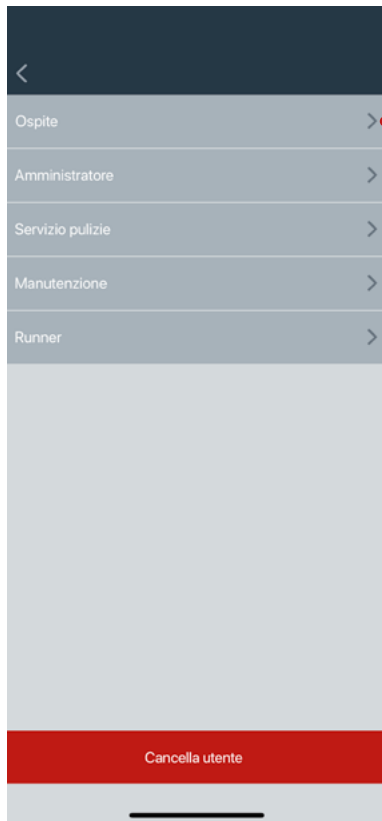 Ospite
Amministratore
Servizio pulizie
Manutenzione
Runner
Cancella utente